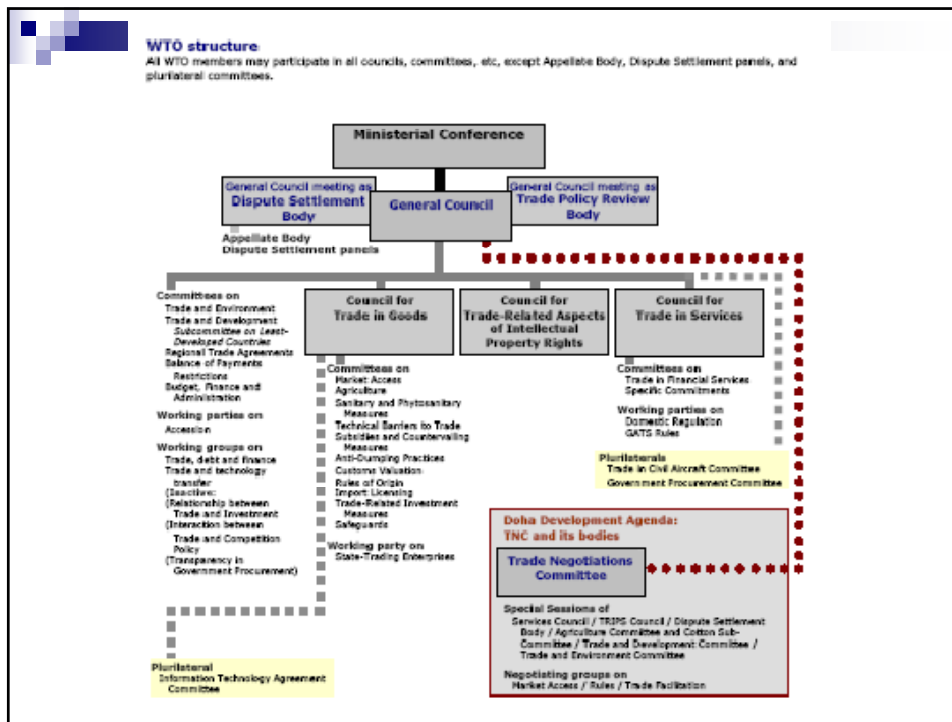 WTO structure
All WTO members may participate in all councils, committees, etc, except Appellate Body, Dispute Settlement panels, and
plurilateral committees.
Ministerial Conference
General Council meeting as
Dispute Settlement
Body
General Council
General Council meeting as
Trade Policy Review
Body
Appellate Body
Dispute Settlement panels
Committees on
Trade and Environment
Trade and Development
Subcommittee on Least-
Developed Countries
Regional Trade Agreements
Balance of Payments
Restrictions
Budget, Finance and
Administration
Working parties on
Accession
Working groups on
Trade, debt and finance
Trade and technology
transfer
(Inactive:
(Relationship between
Trade and Investment
(Interaction between
Trade and Competition
Policy
(Transparency in
Government Procurement)
Plurilateral
Information Technology Agreement
Committee
Council for
Trade in Goods
Committees on
Market Access
Agriculture
Sanitary and Phytosanitary
Measures
Technical Barriers to Trade
Subsidies and Countervailing
Measures
Anti-Dumping Practices
Customs Valuation
Rules of Origin
Import Licensing
Trade-Related Investment
Measures
Safeguards
Working party on
State-Trading Enterprises
Council for
Trade-Related Aspects
of Intellectual
Property Rights
Council for
Trade in Services
Committees on
Trade in Financial Services
Specific Commitments
Working parties on
Domestic Regulation
GATS Rules
Plurilaterals
Trade in Civil Aircraft Committee
Government Procurement Committee
Doha Development Agenda:
TNC and its bodies
Trade Negotiations
Committee
Special Sessions of
Services Council / TRIPS Council / Dispute Settlement
Body / Agriculture Committee and Cotton Sub-
Committee / Trade and Development Committee /
Trade and Environment Committee
Negotiating groups on
Market Access / Rules / Trade Facilitation